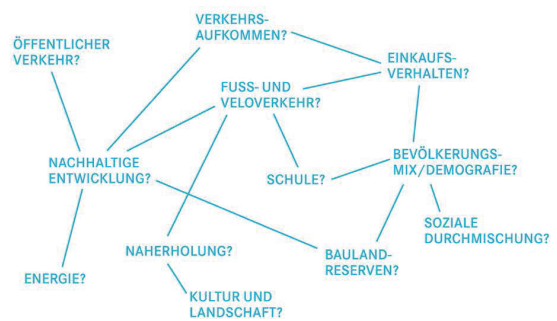 VERKEHRS-
AUFKOMMEN?
ÖFFENTLICHER
VERKEHR?
EINKAUFS-
VERHALTEN?
FUSS- UND
VELOVERKEHR?
NACHHALTIGE
ENTWICKLUNG?
SCHULE?
BEVÖLKERUNGS-
MIX/DEMOGRAFIE?
SOZIALE
DURCHMISCHUNG?
NAHERHOLUNG?
BAULAND-
RESERVEN?
ENERGIE?
KULTUR UND
LANDSCHAFT?